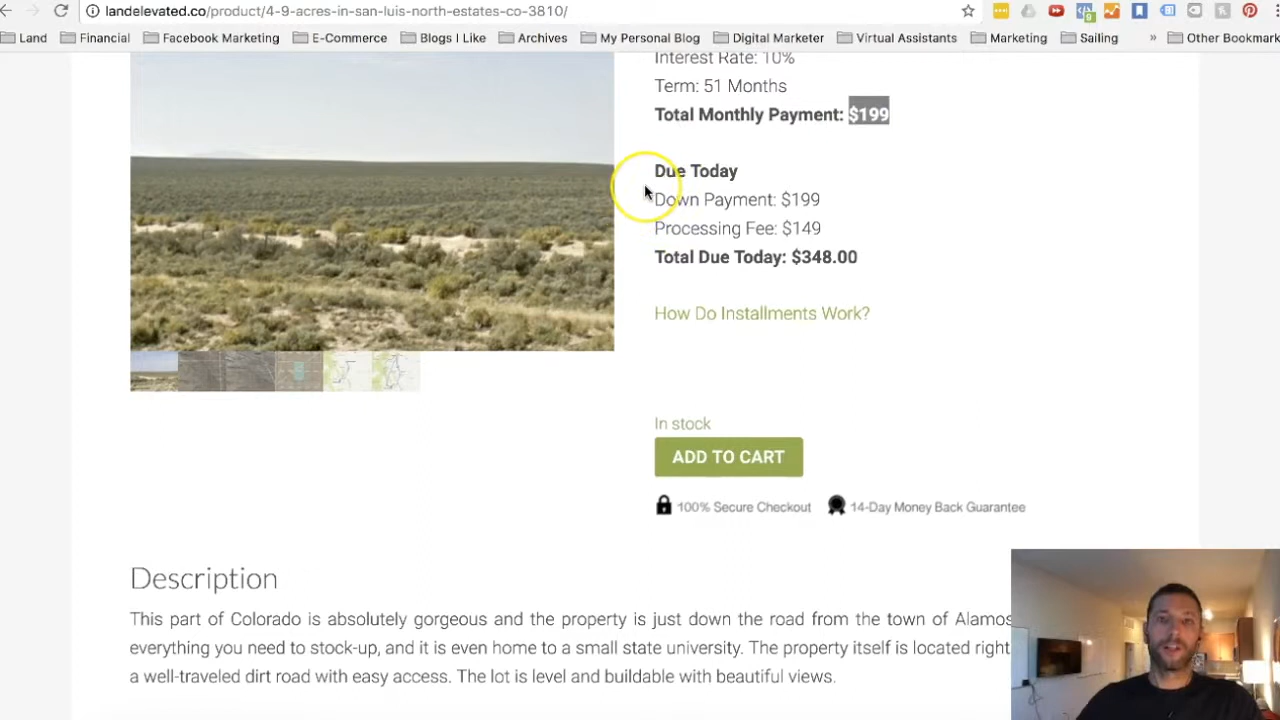 landelevated.co/product/4-9-acres-in-san-luis-north-estates-co-3810/
Land Financial Facebook Marketing E-Commerce Blogs I Like Archives My Personal Blog Digital Marketer Virtual Assistants Marketing Sailing » Other Bookmark
9
Interest Rate: 10%
Term: 51 Months
Total Monthly Payment: $199
Due Today
Down Payment: $199
Processing Fee: $149
Total Due Today: $348.00
How Do Installments Work?
In stock
ADD TO CART
100% Secure Checkout 14-Day Money Back Guarantee
Description
This part of Colorado is absolutely gorgeous and the property is just down the road from the town of Alamos
everything you need to stock-up, and it is even home to a small state university. The property itself is located right
a well-traveled dirt road with easy access. The lot is level and buildable with beautiful views.